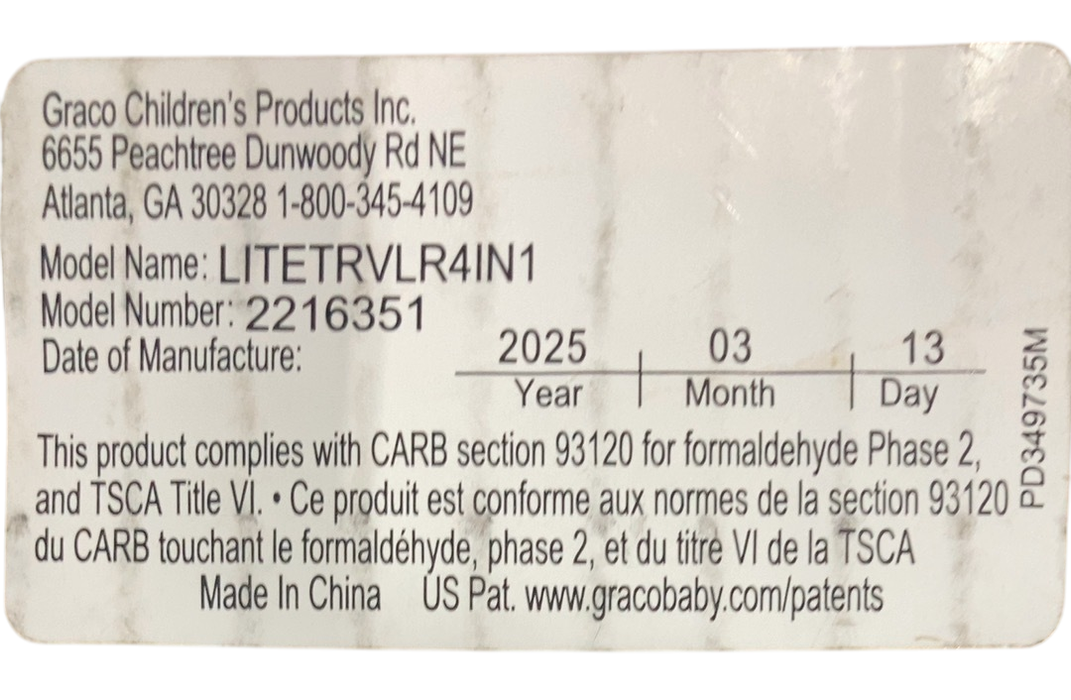 Graco Children's Products Inc.
6655 Peachtree Dunwoody Rd NE
Atlanta, GA 30328 1-800-345-4109
Model Name: LITETRVLR4IN1
Model Number: 2216351
Date of Manufacture: 2025 03 13
Year Month Day
This product complies with CARB section 93120 for formaldehyde Phase 2,
and TSCA Title VI. • Ce produit est conforme aux normes de la section 93120
du CARB touchant le formaldéhyde, phase 2, et du titre VI de la TSCA
Made In China US Pat. www.gracobaby.com/patents
PD349735M